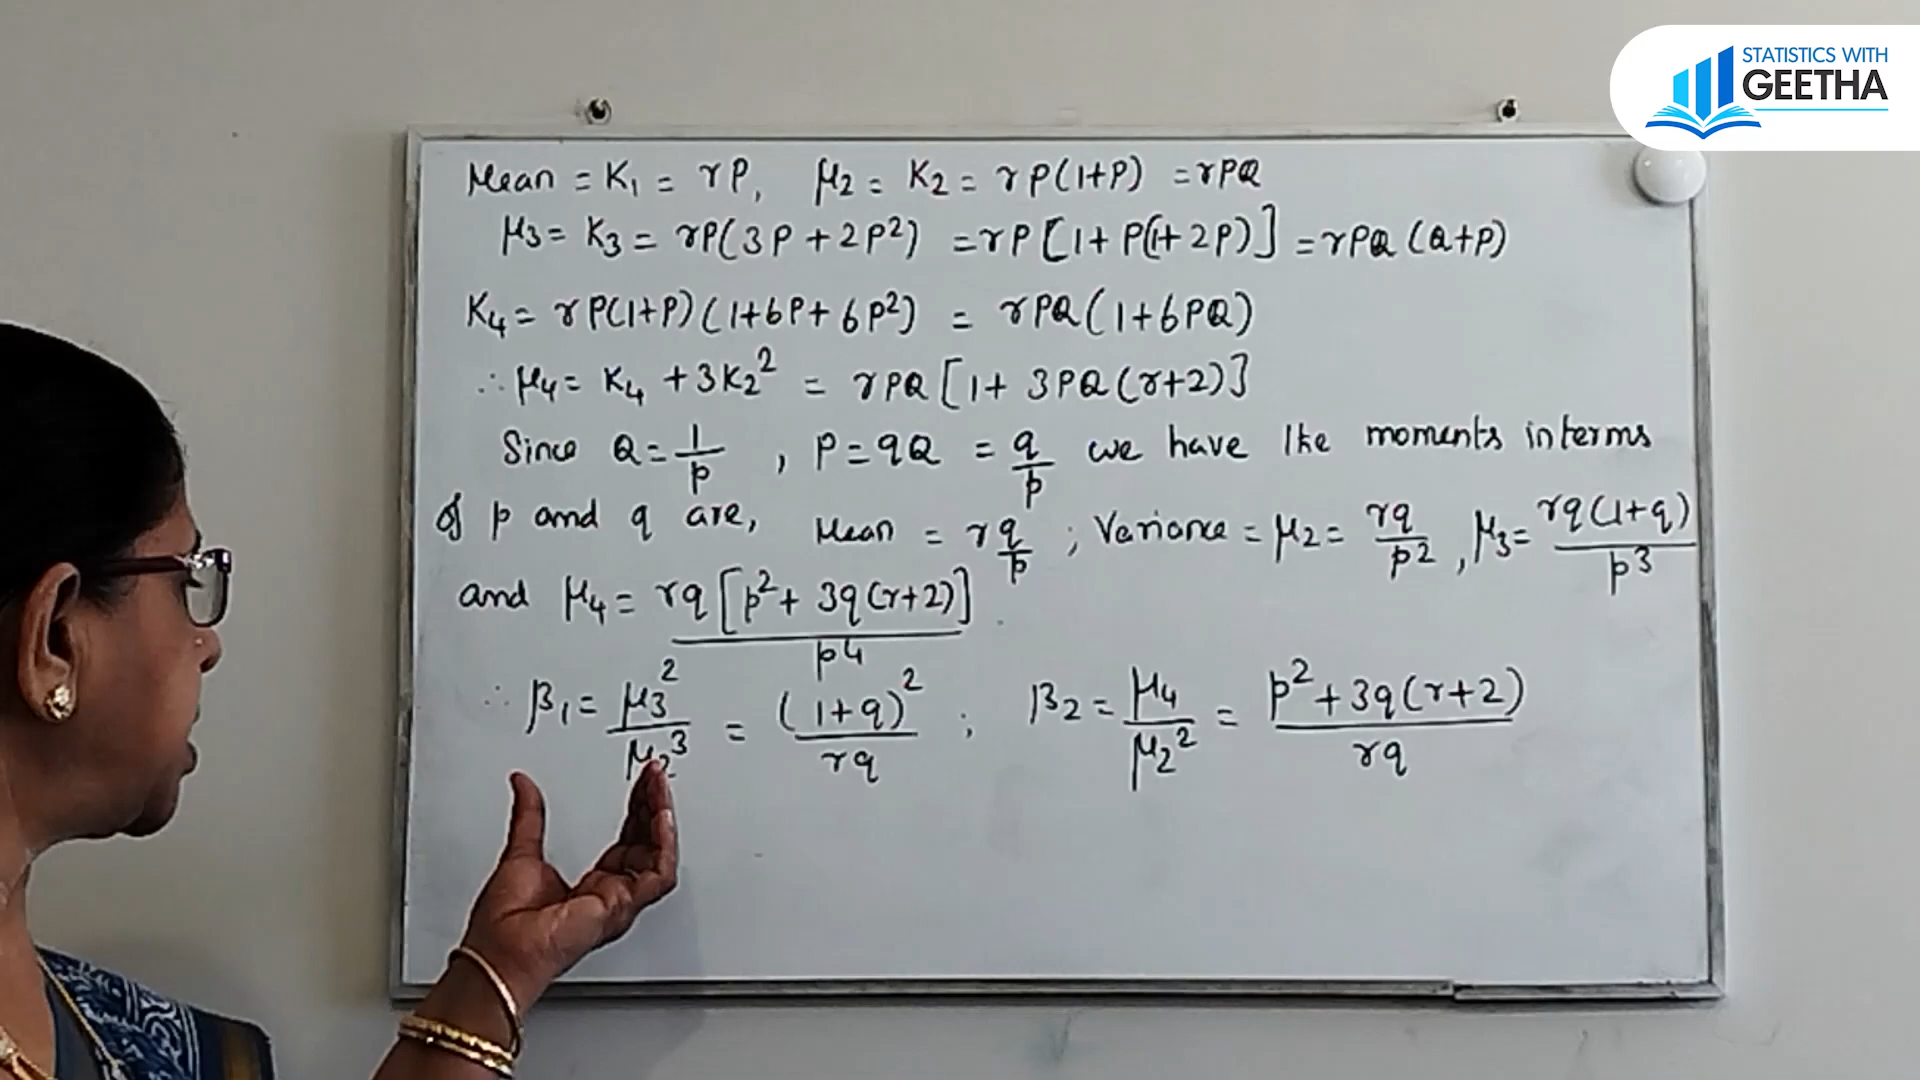 STATISTICS WITH
GEETHA
Mean = K₁ = rP, μ₂ = K₂ = rP(1+P) = rPQ
μ₃ = K₃ = rP(3P + 2P²) = rP[1+P(1+2P)] = rPQ(Q+P)
K₄ = rP(1+P)(1+6P+6P²) = rPQ(1+6PQ)
∴ μ₄ = K₄ + 3K₂² = rPQ[1+ 3PQ(r+2)]
Since Q = 1/p, P = qQ = q/p we have the moments in terms
of p and q are, Mean = rq/p ; Variance = μ₂ = rq/p², μ₃ = rq(1+q)/p³
and μ₄ = rq[p² + 3q(r+2)]/p⁴
∴ β₁ = μ₃²/μ₂³ = (1+q)²/rq ; β₂ = μ₄/μ₂² = p²+3q(r+2)/rq